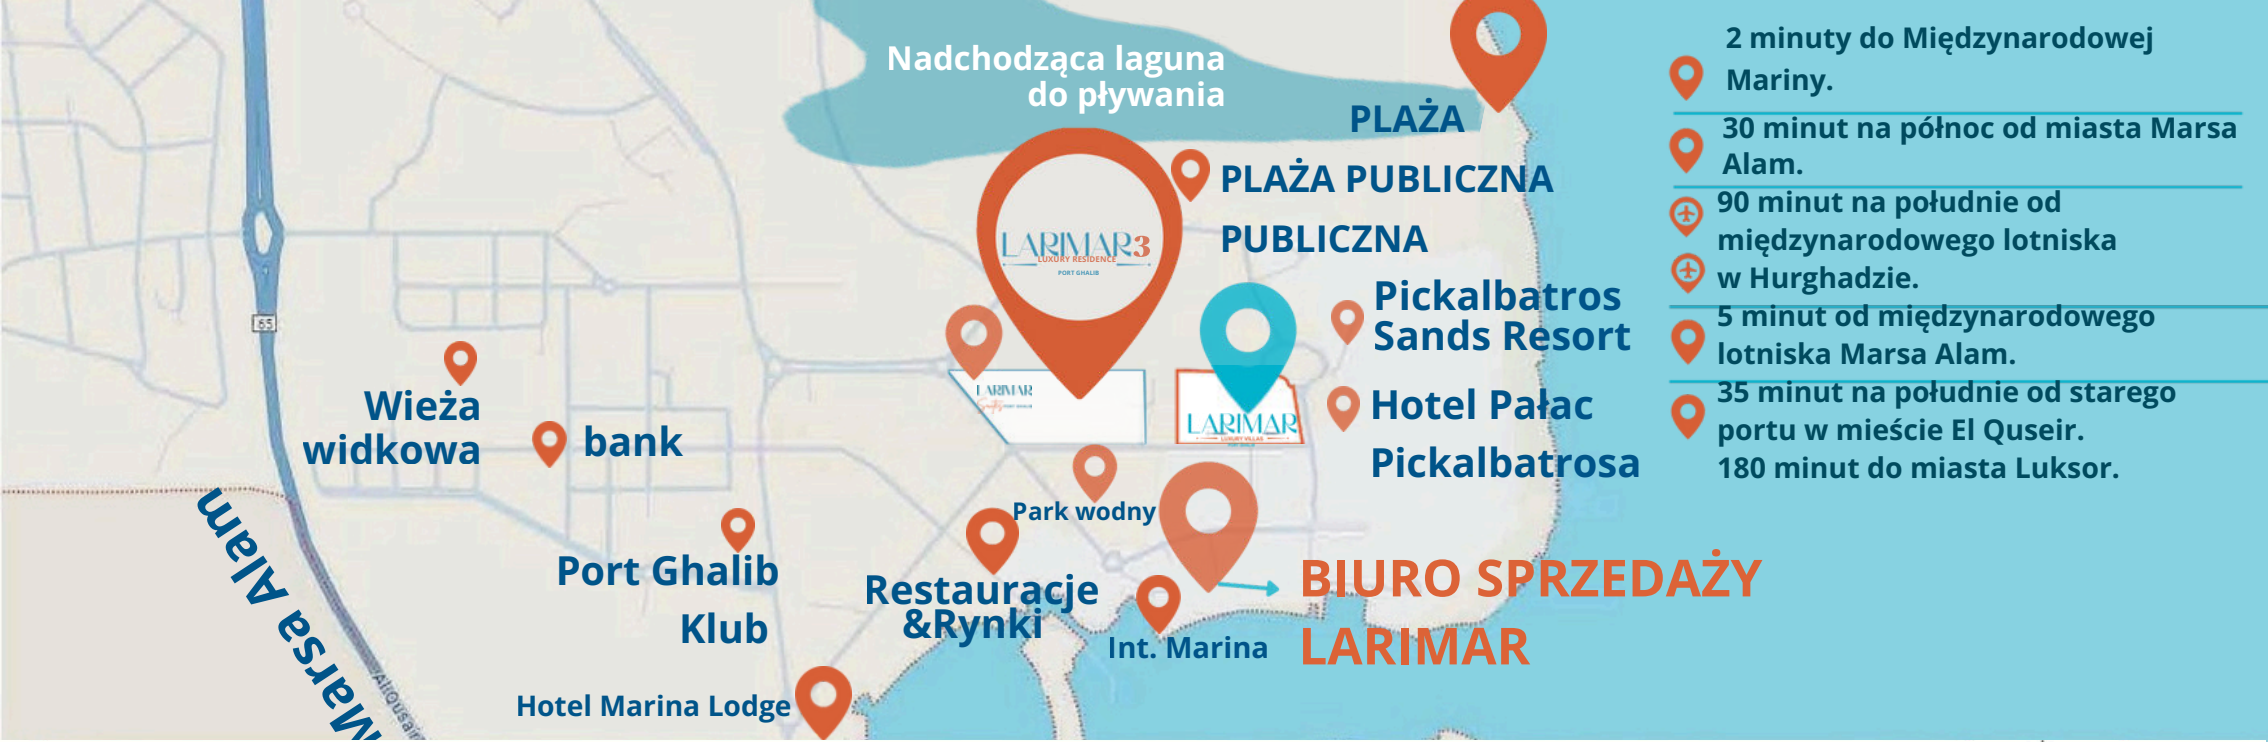 Nadchodząca laguna
do pływania
PLAŻA
PLAŻA PUBLICZNA
PUBLICZNA
LARIMAR3
LUXURY RESIDENCE
PORT GHALIB
Pickalbatros
Sands Resort
Hotel Pałac
Pickalbatrosa
LARIMAR
PORT GHALIB
LARIMAR
LUXURY VILLAS
65
Wieża
widkowa
bank
Park wodny
Port Ghalib
Klub
Restauracje
&Rynki
Int. Marina
BIURO SPRZEDAŻY
LARIMAR
Hotel Marina Lodge
Marsa Alam
AlQusair
2 minuty do Międzynarodowej
Mariny.
30 minut na północ od miasta Marsa
Alam.
90 minut na południe od
międzynarodowego lotniska
w Hurghadzie.
5 minut od międzynarodowego
lotniska Marsa Alam.
35 minut na południe od starego
portu w mieście El Quseir.
180 minut do miasta Luksor.